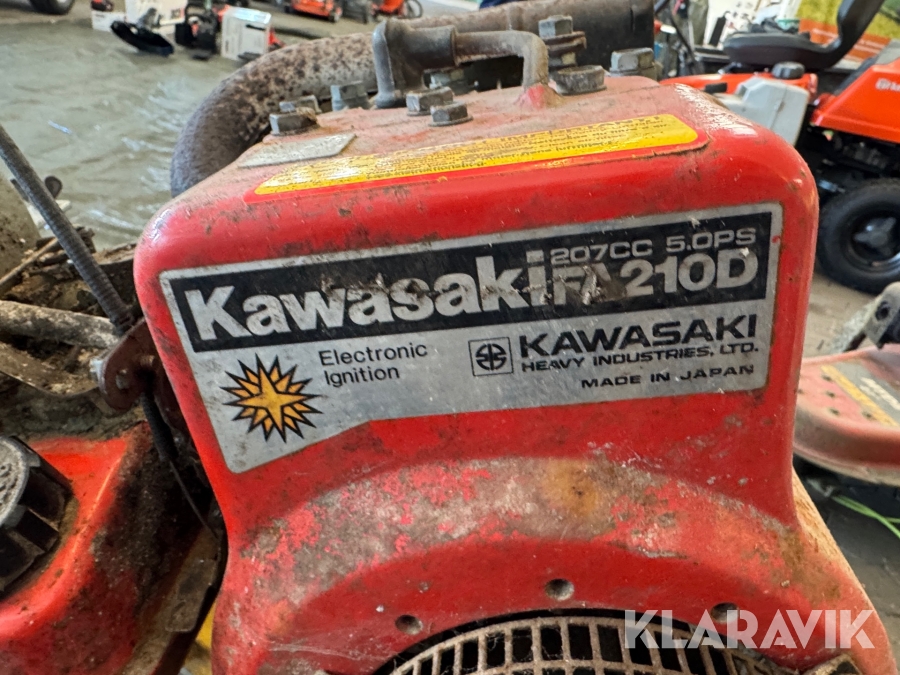 207CC 5.0PS
Kawasaki FA210D
Electronic
Ignition
KAWASAKI
HEAVY INDUSTRIES, LTD.
MADE IN JAPAN
KLARAVIK